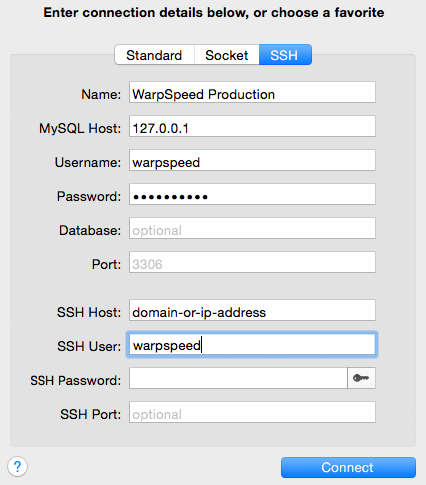 Enter connection details below, or choose a favorite
Standard Socket SSH
Name: WarpSpeed Production
MySQL Host: 127.0.0.1
Username: warpspeed
Password: ••••••••••
Database: optional
Port: 3306
SSH Host: domain-or-ip-address
SSH User: warpspeed
SSH Password:
SSH Port: optional
? Connect